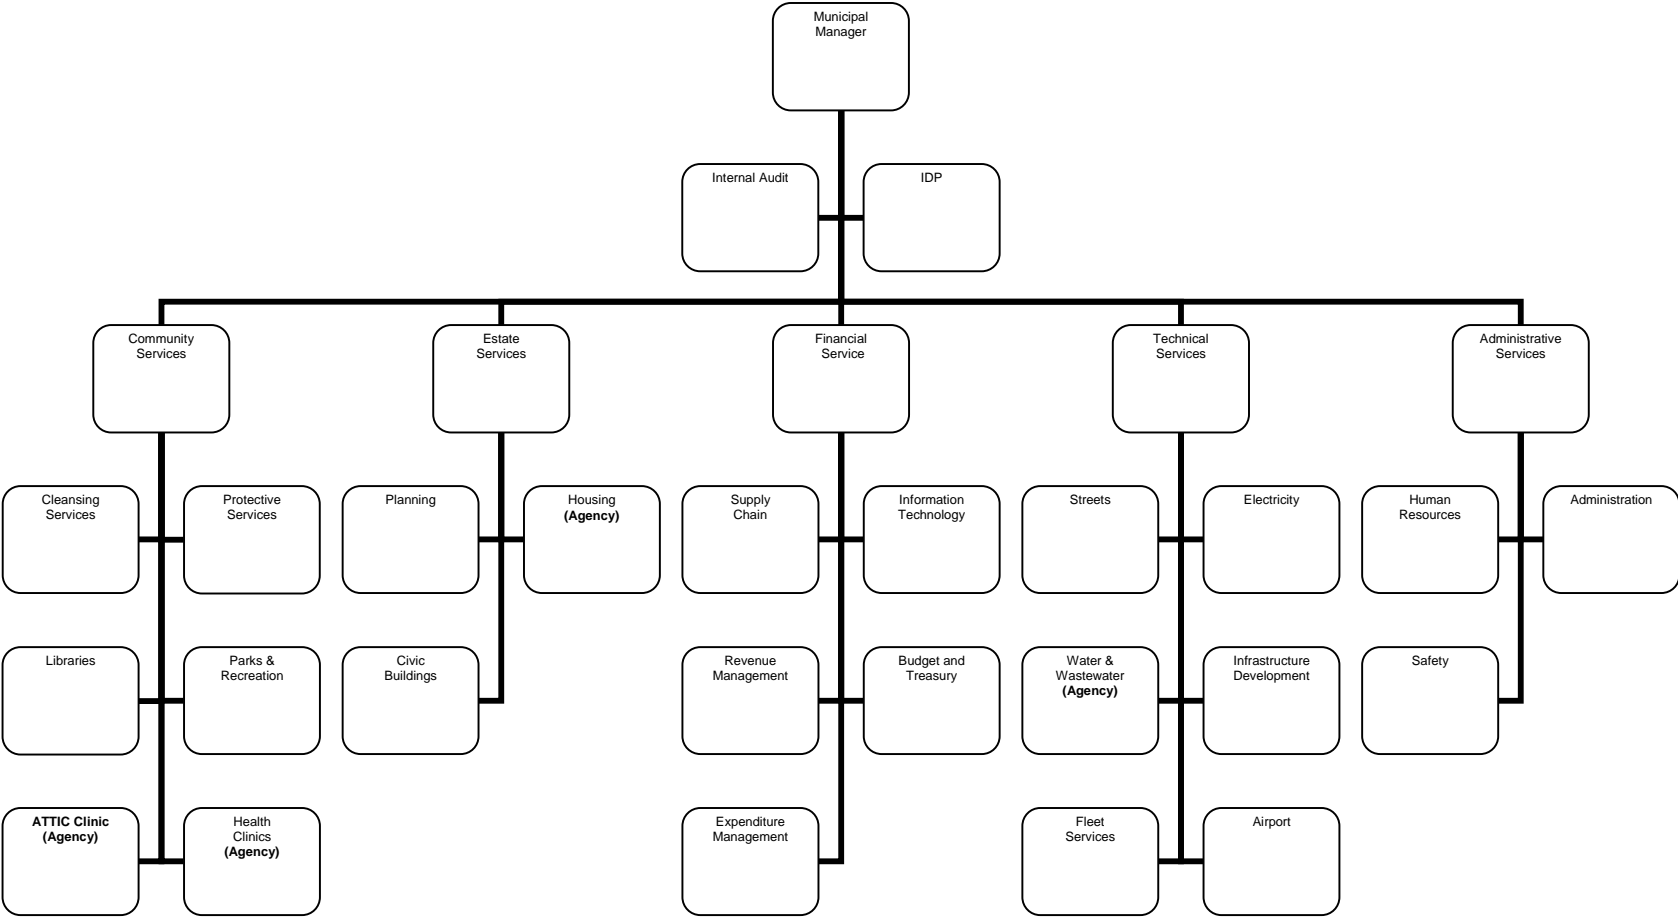 Municipal
Manager
Internal Audit
IDP
Community
Services
Estate
Services
Financial
Service
Technical
Services
Administrative
Services
Cleansing
Services
Protective
Services
Planning
Housing
(Agency)
Supply
Chain
Information
Technology
Streets
Electricity
Human
Resources
Administration
Libraries
Parks &
Recreation
Civic
Buildings
Revenue
Management
Budget and
Treasury
Water &
Wastewater
(Agency)
Infrastructure
Development
Safety
ATTIC Clinic
(Agency)
Health
Clinics
(Agency)
Expenditure
Management
Fleet
Services
Airport